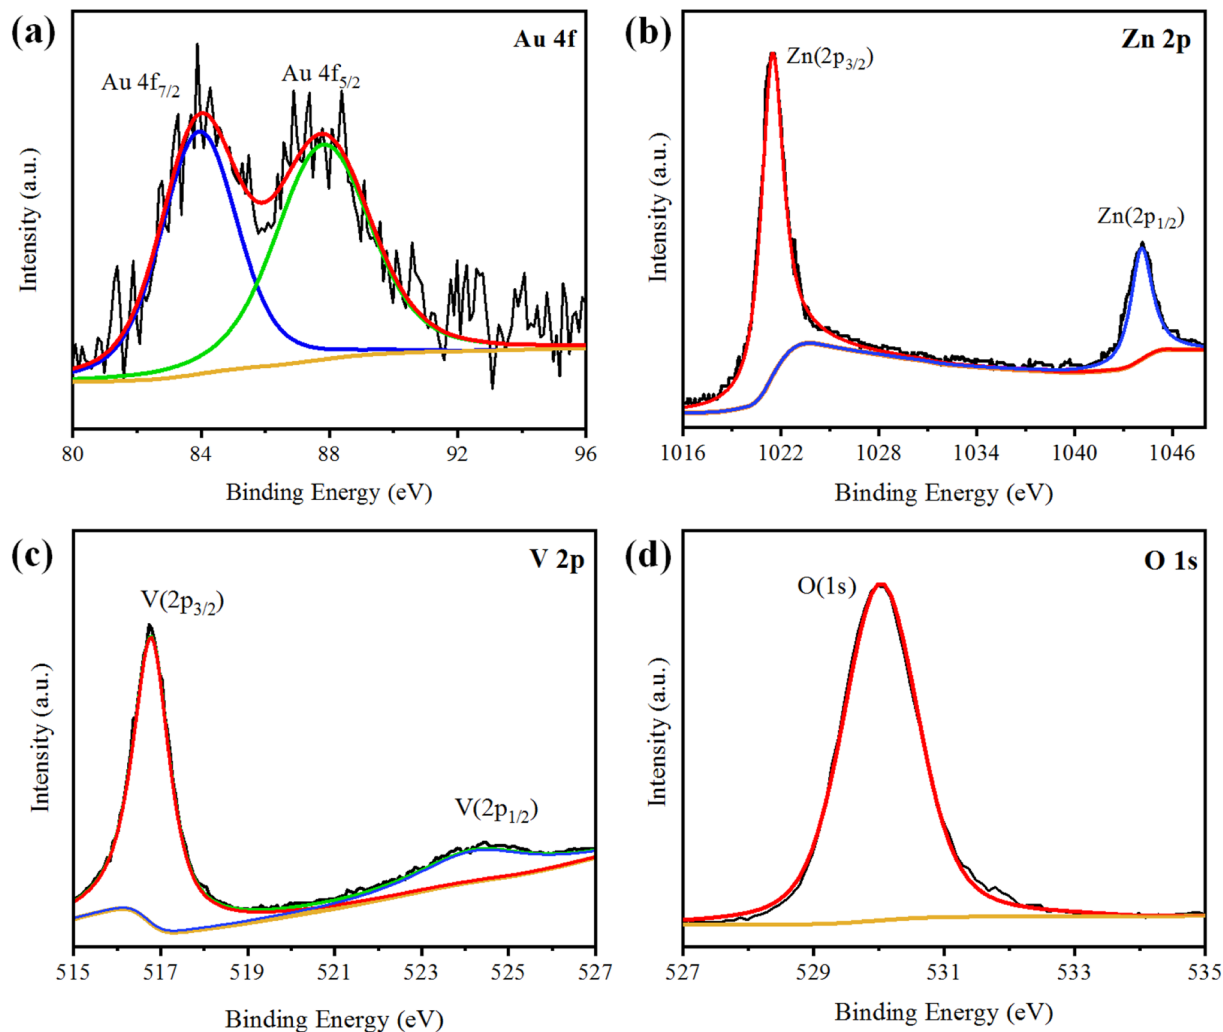 (a)
Au 4f
Au 4f7/2
Au 4f5/2
Intensity (a.u.)
80 84 88 92 96
Binding Energy (eV)
(b)
Zn 2p
Zn(2p3/2)
Zn(2p1/2)
Intensity (a.u.)
1016 1022 1028 1034 1040 1046
Binding Energy (eV)
(c)
V 2p
V(2p3/2)
V(2p1/2)
Intensity (a.u.)
515 517 519 521 523 525 527
Binding Energy (eV)
(d)
O 1s
O(1s)
Intensity (a.u.)
527 529 531 533 535
Binding Energy (eV)